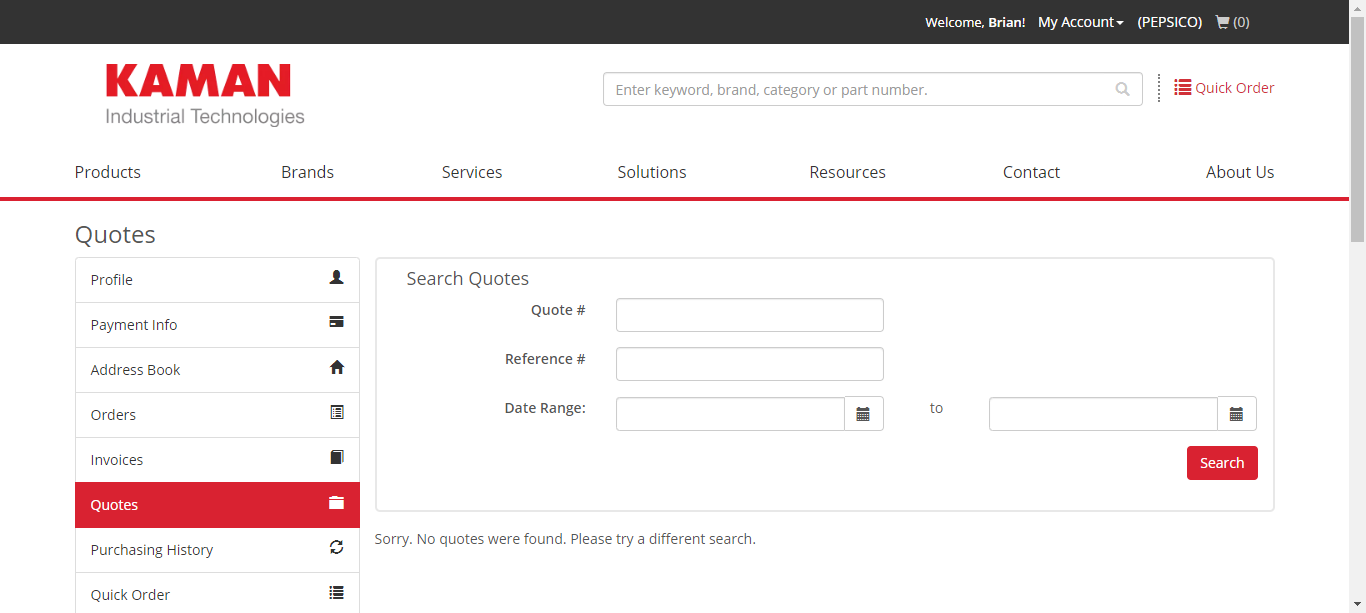 Welcome, Brian! My Account (PEPSICO) (0)
KAMAN
Industrial Technologies
Enter keyword, brand, category or part number.
Quick Order
Products Brands Services Solutions Resources Contact About Us
Quotes
Profile
Payment Info
Address Book
Orders
Invoices
Quotes
Purchasing History
Quick Order
Search Quotes
Quote #
Reference #
Date Range: to
Search
Sorry. No quotes were found. Please try a different search.